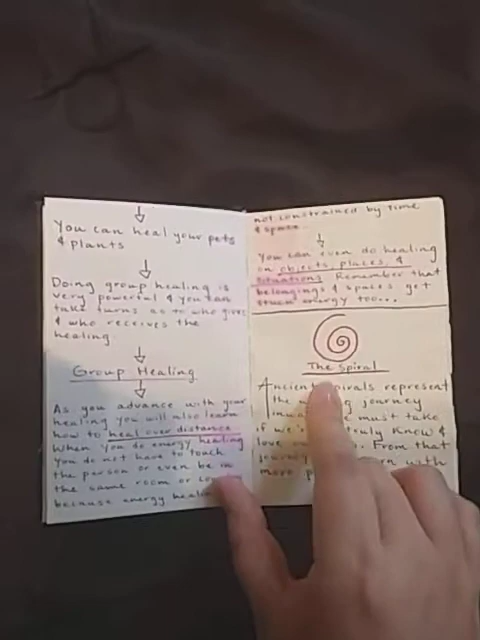 You can heal your pets
& plants
Doing group healing is
very powerful & you can
take turns as to who gives
& who receives the
healing.
Group Healing
As you advance with your
healing you will also learn
how to heal over distance
When you do energy healing
you do not have to touch
the person or even be in
the same room or
because energy
not constrained by time
& space.
You can even do healing
on objects, places, &
situations Remember that
belongings & spaces get
stuck energy too...
The Spiral
Ancient Spirals represent
the journey
must take
if we're truly know &
love From that
journey with
more